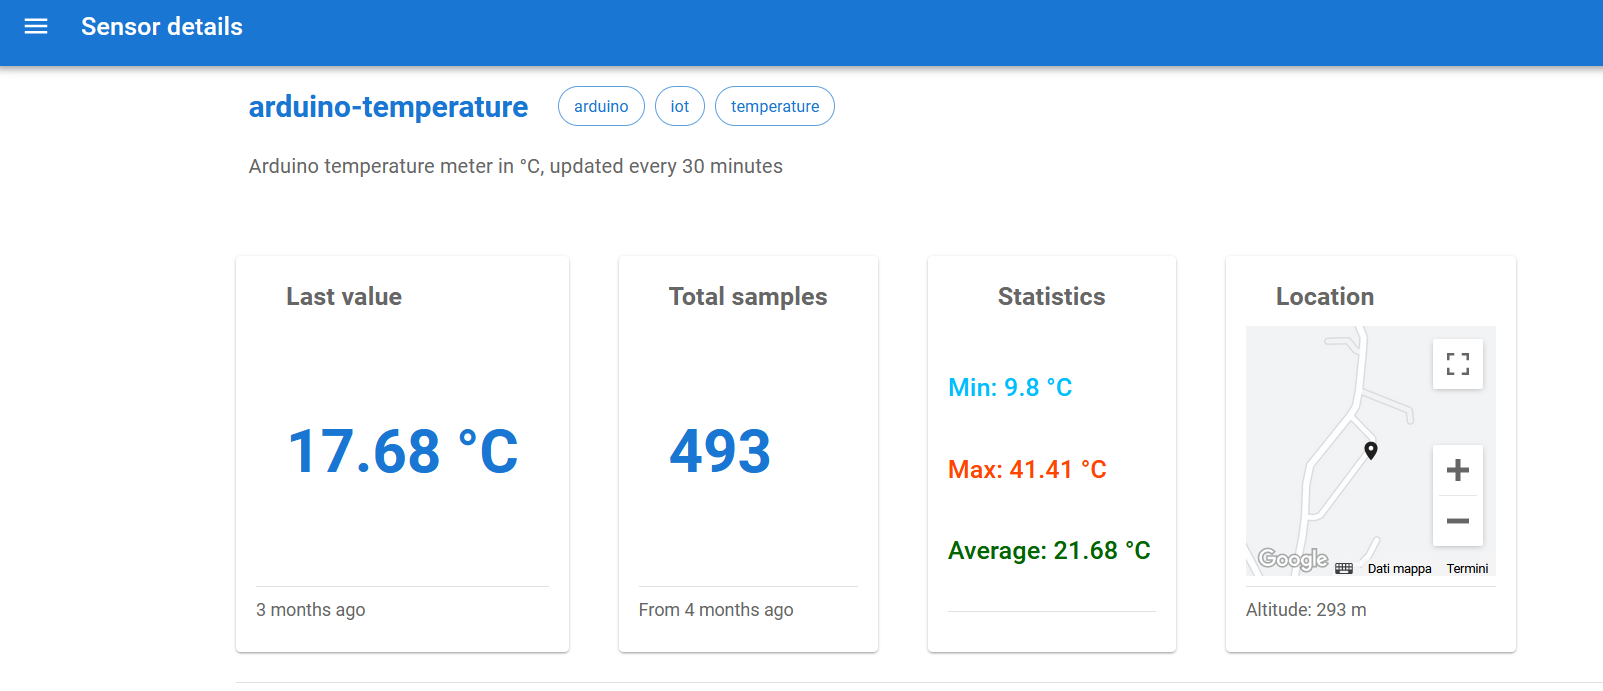 Sensor details
arduino-temperature
arduino
iot
temperature
Arduino temperature meter in °C, updated every 30 minutes
Last value
17.68 °C
3 months ago
Total samples
493
From 4 months ago
Statistics
Min: 9.8 °C
Max: 41.41 °C
Average: 21.68 °C
Location
Google
Dati mappa
Termini
Altitude: 293 m